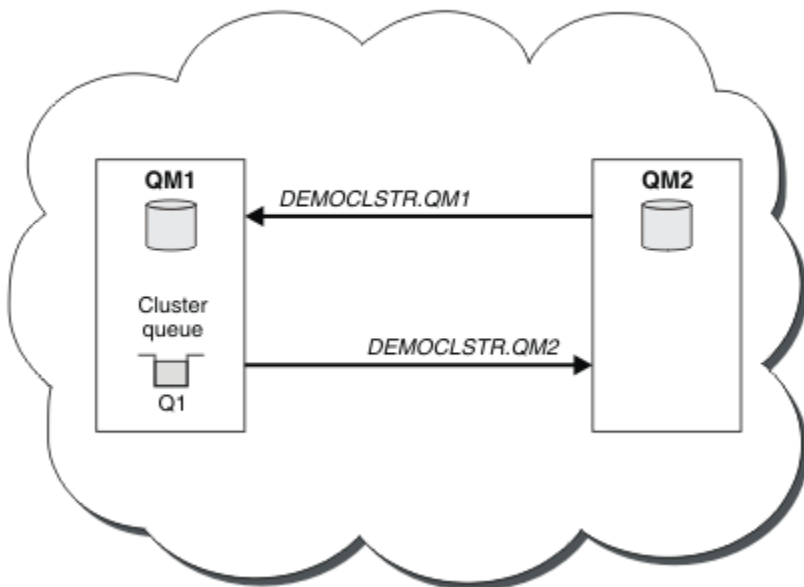 QM1
QM2
DEMOCLSTR.QM1
Cluster
queue
DEMOCLSTR.QM2
Q1